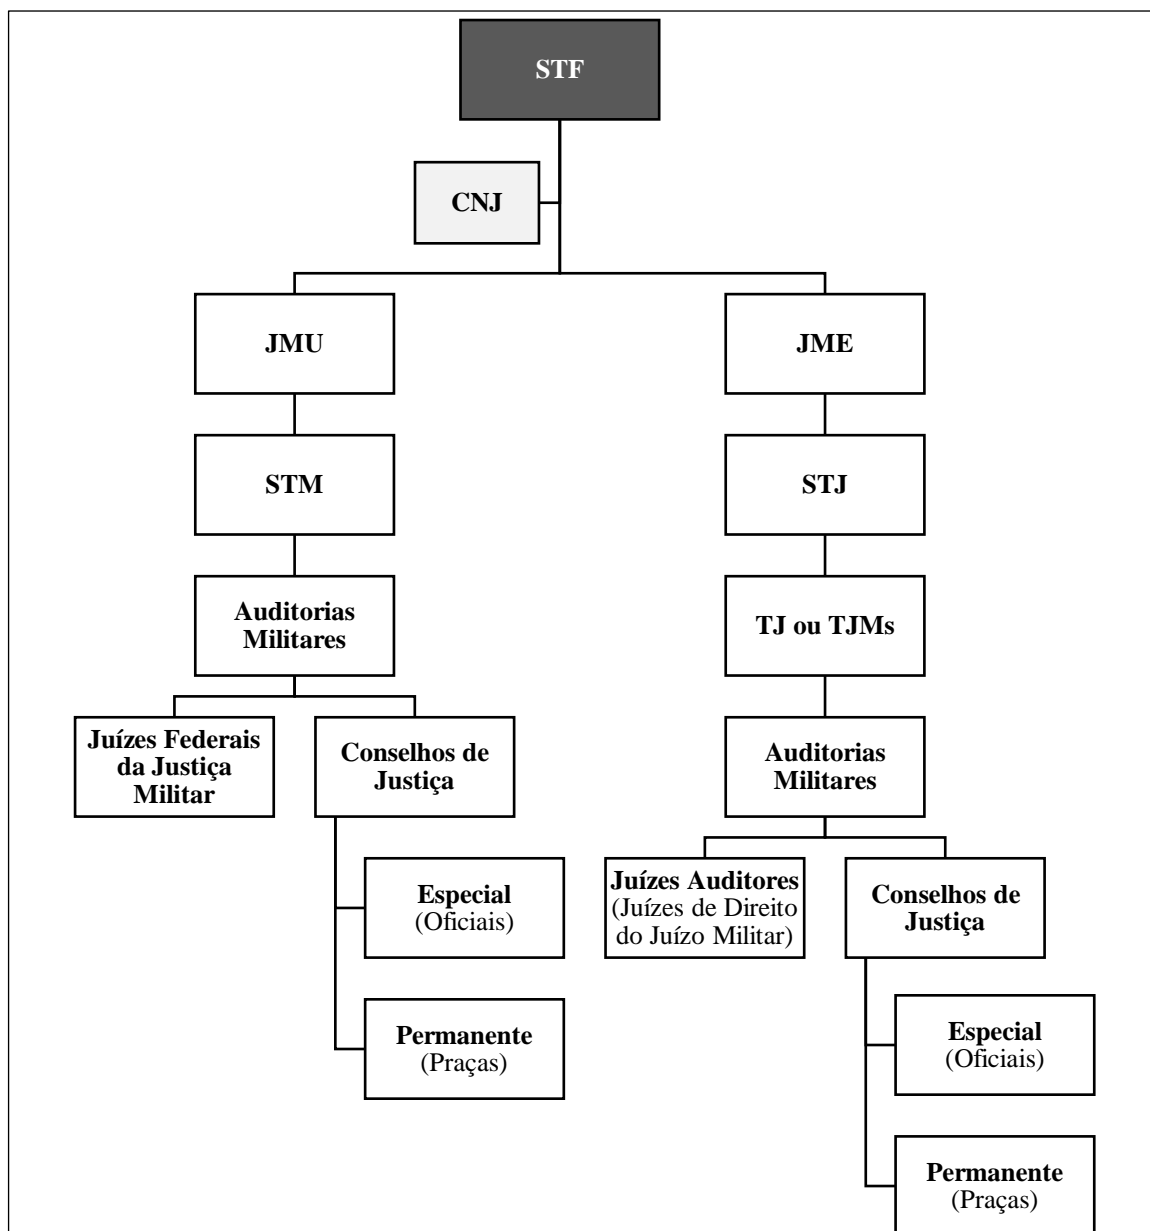 STF
CNJ
JMU
JME
STM
STJ
Auditorias
Militares
TJ ou TJMs
Juízes Federais
da Justiça
Militar
Conselhos de
Justiça
Auditorias
Militares
Especial
(Oficiais)
Permanente
(Praças)
Juízes Auditores
(Juízes de Direito
do Juízo Militar)
Conselhos de
Justiça
Especial
(Oficiais)
Permanente
(Praças)